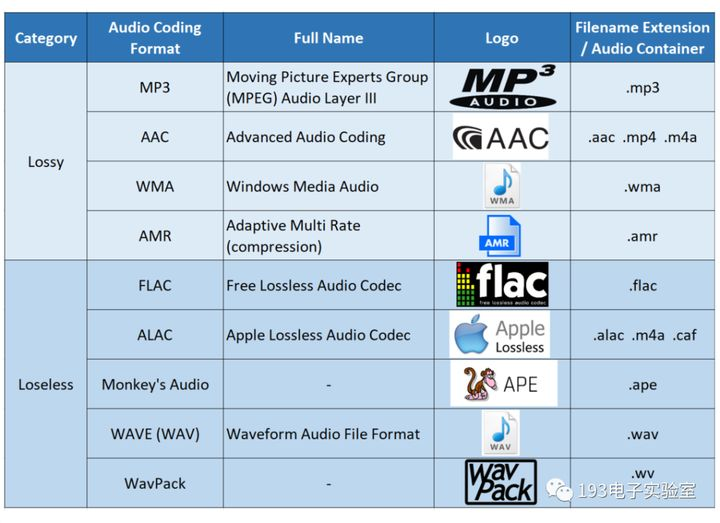 Category
Audio Coding
Format
Full Name
Logo
Filename Extension
/ Audio Container
Lossy
MP3
Moving Picture Experts Group
(MPEG) Audio Layer III
MP3
AUDIO
.mp3
AAC
Advanced Audio Coding
AAC
.aac .mp4 .m4a
WMA
Windows Media Audio
WMA
.wma
AMR
Adaptive Multi Rate
(compression)
AMR
.amr
Loseless
FLAC
Free Lossless Audio Codec
flac
free lossless audio codec
.flac
ALAC
Apple Lossless Audio Codec
Apple
Lossless
.alac .m4a .caf
Monkey's Audio
-
APE
.ape
WAVE (WAV)
Waveform Audio File Format
WAV
.wav
WavPack
-
WavPack
.wv
193电子实验室